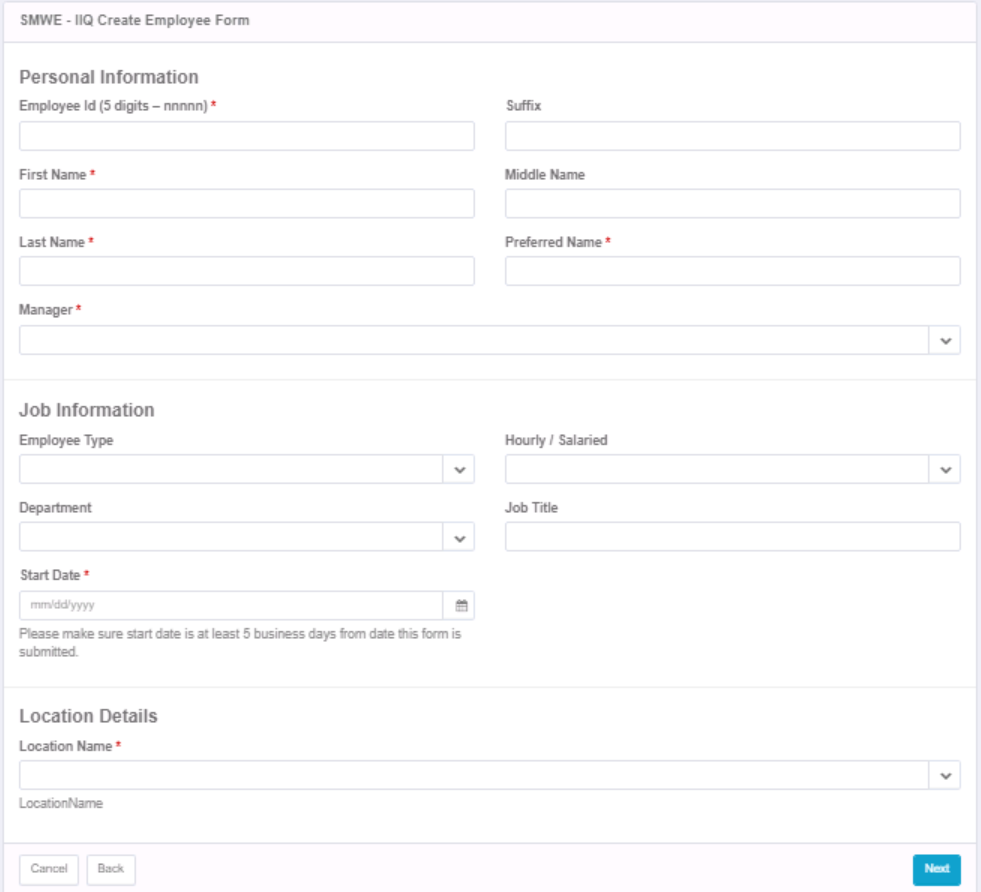 SMWE - IIQ Create Employee Form
Personal Information
Employee Id (5 digits – nnnnn) *
Suffix
First Name *
Middle Name
Last Name *
Preferred Name *
Manager *
Job Information
Employee Type
Hourly / Salaried
Department
Job Title
Start Date *
mm/dd/yyyy
Please make sure start date is at least 5 business days from date this form is
submitted.
Location Details
Location Name *
LocationName
Cancel
Back
Next